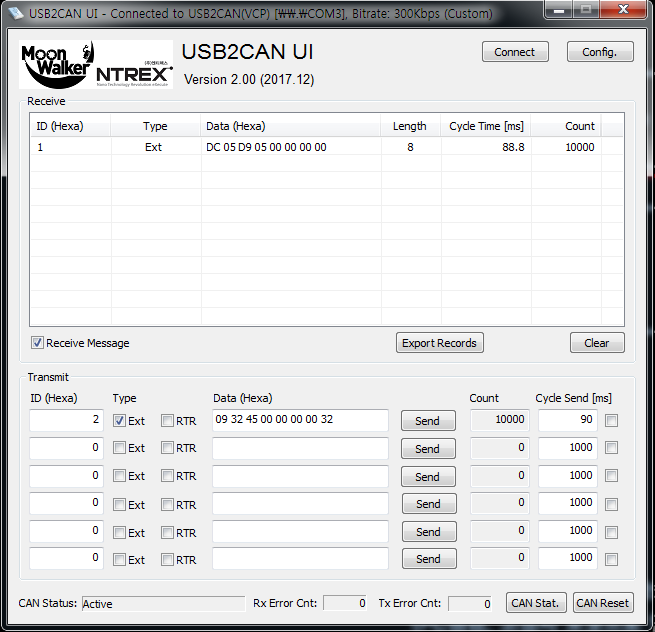 USB2CAN UI - Connected to USB2CAN(VCP) [₩₩.₩COM3], Bitrate: 300Kbps (Custom)
Moon Walker
(주)엔티렉스
NTREX
USB2CAN UI
Version 2.00 (2017.12)
Connect
Config.
Receive
ID (Hexa) Type Data (Hexa) Length Cycle Time [ms] Count
1 Ext DC 05 D9 05 00 00 00 00 8 88.8 10000
Receive Message
Export Records
Clear
Transmit
ID (Hexa) Type Data (Hexa) Count Cycle Send [ms]
2 Ext RTR 09 32 45 00 00 00 00 32 Send 10000 90
0 Ext RTR Send 0 1000
0 Ext RTR Send 0 1000
0 Ext RTR Send 0 1000
0 Ext RTR Send 0 1000
0 Ext RTR Send 0 1000
CAN Status: Active Rx Error Cnt: 0 Tx Error Cnt: 0 CAN Stat. CAN Reset